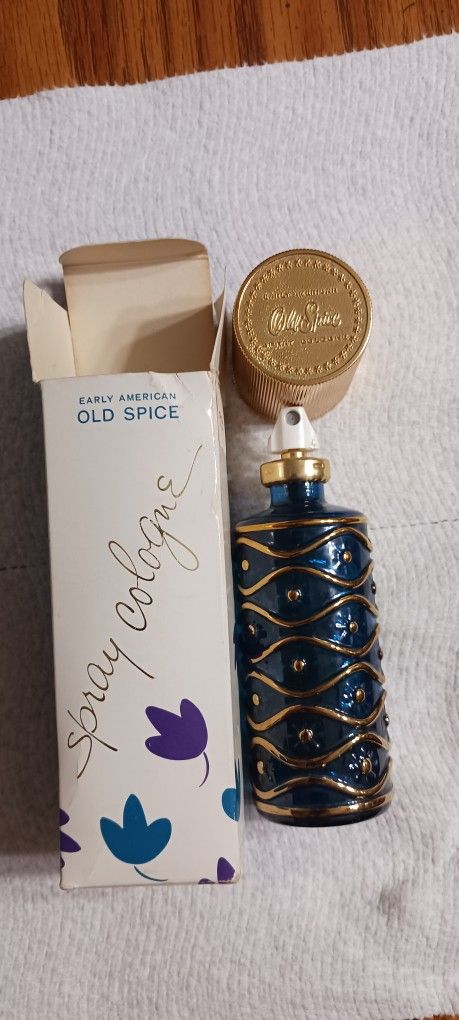 EARLY AMERICAN
OLD SPICE
Spray Cologne
Old Spice